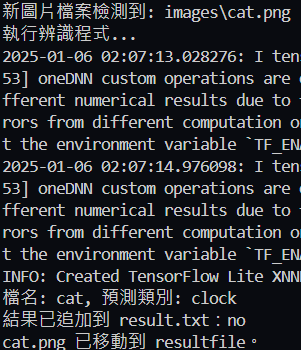 新圖片檔案檢測到: images\cat.png
執行辨識程式...
2025-01-06 02:07:13.028276: I ten
53] oneDNN custom operations are o
fferent numerical results due to f
rors from different computation or
t the environment variable `TF_ENA
2025-01-06 02:07:14.976098: I ten
53] oneDNN custom operations are o
fferent numerical results due to f
rors from different computation or
t the environment variable `TF_ENA
INFO: Created TensorFlow Lite XNNP
檔名: cat, 預測類別: clock
結果已追加到 result.txt：no
cat.png 已移動到 resultfile。